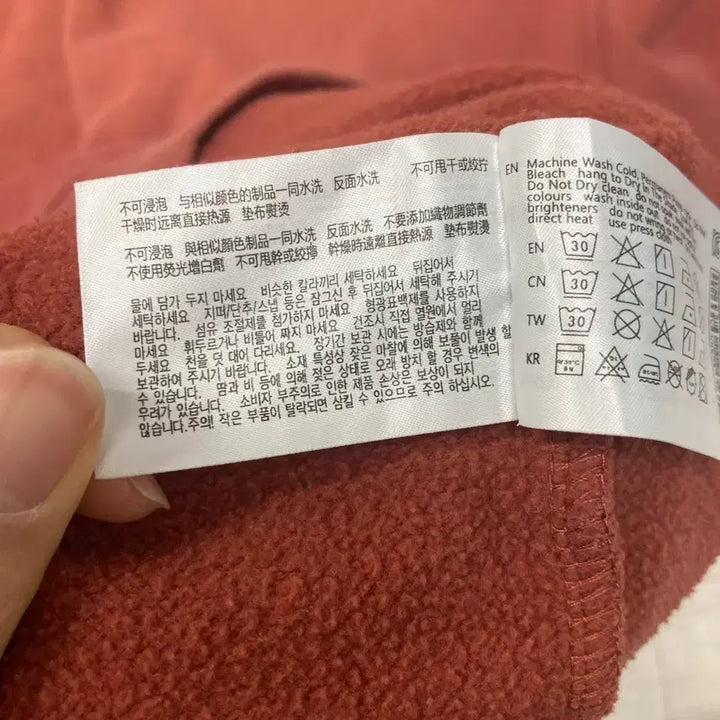 不可浸泡 与相似颜色的制品一同水洗 反面水洗 不可甩干或绞拧
干燥时远离直接热源 垫布熨烫
不可浸泡 與相似顏色制品一同水洗 反面水洗 不要添加織物調節劑
不使用熒光增白劑 不可甩幹或絞擰 幹燥時遠離直接熱源 墊布熨燙
물에 담가 두지 마세요 비슷한 칼라끼리 세탁하세요 뒤집어서
세탁하세요 지퍼/단추/스냅 등은 잠그신 후 뒤집어서 세탁해 주시기
바랍니다. 섬유 조절제를 첨가하지 마세요 형광표백제를 사용하지
마세요 휘두르거나 비틀어 짜지 마세요 건조시 직접 열원에서 멀리
두세요 천을 덧 대어 다리세요. 장기간 보관 시에는 방습제와 함께
보관하여 주시기 바랍니다. 소재 특성상 잦은 마찰에 의해 보풀이 발생 할
수 있습니다. 땀과 비 등에 의해 젖은 상태로 오래 방치 할 경우 변색의
우려가 있습니다. 소비자 부주의로 인한 제품 손상은 보상이 되지
않습니다.주의! 작은 부품이 탈락되면 삼킬 수 있으므로 주의 하십시오.
EN Machine Wash Cold,
Bleach hang to Dry In The
Do Not Dry clean do not
colours wash inside out
brighteners do not
direct heat use press cloth
EN 30
CN 30
TW 30
KR